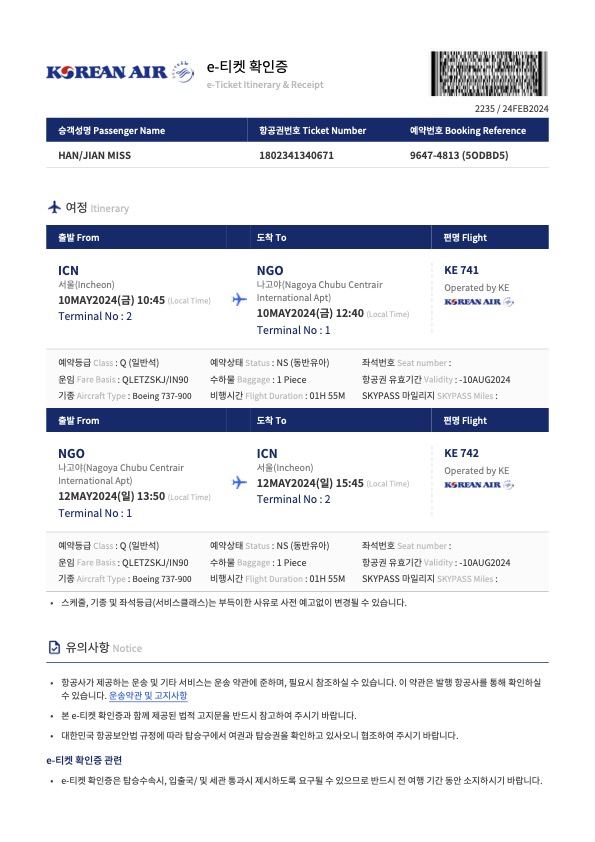 KOREAN AIR
e-티켓 확인증
e-Ticket Itinerary & Receipt
2235 / 24FEB2024
승객성명 Passenger Name 항공권번호 Ticket Number 예약번호 Booking Reference
HAN/JIAN MISS 1802341340671 9647-4813 (5ODBD5)
여정 Itinerary
출발 From 도착 To 편명 Flight
ICN NGO KE 741
서울(Incheon) 나고야(Nagoya Chubu Centrair Operated by KE
10MAY2024(금) 10:45 (Local Time) International Apt) KOREAN AIR
Terminal No : 2 10MAY2024(금) 12:40 (Local Time)
Terminal No : 1
예약등급 Class : Q (일반석) 예약상태 Status : NS (동반유아) 좌석번호 Seat number :
운임 Fare Basis : QLETZSKJ/IN90 수하물 Baggage : 1 Piece 항공권 유효기간 Validity : -10AUG2024
기종 Aircraft Type : Boeing 737-900 비행시간 Flight Duration : 01H 55M SKYPASS 마일리지 SKYPASS Miles :
출발 From 도착 To 편명 Flight
NGO ICN KE 742
나고야(Nagoya Chubu Centrair 서울(Incheon) Operated by KE
International Apt) 12MAY2024(일) 15:45 (Local Time) KOREAN AIR
12MAY2024(일) 13:50 (Local Time) Terminal No : 2
Terminal No : 1
예약등급 Class : Q (일반석) 예약상태 Status : NS (동반유아) 좌석번호 Seat number :
운임 Fare Basis : QLETZSKJ/IN90 수하물 Baggage : 1 Piece 항공권 유효기간 Validity : -10AUG2024
기종 Aircraft Type : Boeing 737-900 비행시간 Flight Duration : 01H 55M SKYPASS 마일리지 SKYPASS Miles :
• 스케줄, 기종 및 좌석등급(서비스클래스)는 부득이한 사유로 사전 예고없이 변경될 수 있습니다.
유의사항 Notice
• 항공사가 제공하는 운송 및 기타 서비스는 운송 약관에 준하며, 필요시 참조하실 수 있습니다. 이 약관은 발행 항공사를 통해 확인하실
수 있습니다. 운송약관 및 고지사항
• 본 e-티켓 확인증과 함께 제공된 법적 고지문을 반드시 참고하여 주시기 바랍니다.
• 대한민국 항공보안법 규정에 따라 탑승구에서 여권과 탑승권을 확인하고 있사오니 협조하여 주시기 바랍니다.
e-티켓 확인증 관련
• e-티켓 확인증은 탑승수속시, 입출국/ 및 세관 통과시 제시하도록 요구될 수 있으므로 반드시 전 여행 기간 동안 소지하시기 바랍니다.